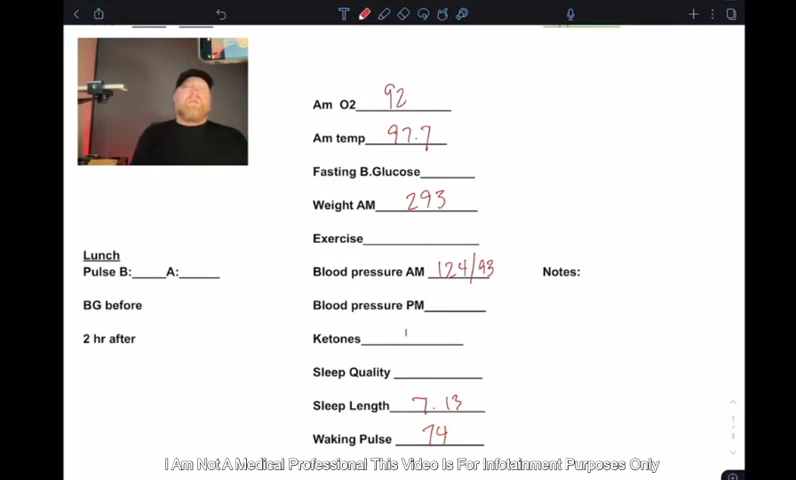 Am O2 92
Am temp 97.7
Fasting B.Glucose
Weight AM 293
Exercise
Lunch
Pulse B:_____A:______
Blood pressure AM 124/93
Notes:
BG before
Blood pressure PM
2 hr after
Ketones
Sleep Quality
Sleep Length 7.13
Waking Pulse 74
I Am Not A Medical Professional This Video Is For Infotainment Purposes Only